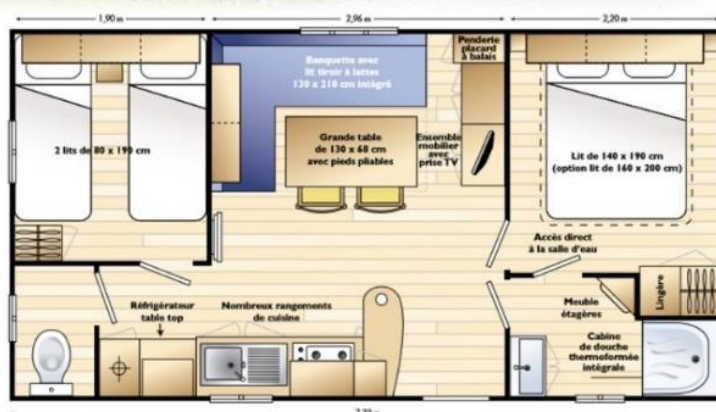 1,90 m
2,96 m
2,20 m
Penderie
placard
à balais
Banquette avec
lit tiroir à lattes
130 x 210 cm intégré
2 lits de 80 x 190 cm
Grande table
de 130 x 68 cm
avec pieds pliables
Ensemble
mobilier
avec
prise TV
Lit de 140 x 190 cm
(option lit de 160 x 200 cm)
Accès direct
à la salle d'eau
Réfrigérateur
table top
Nombreux rangements
de cuisine
Meuble
étagères
Lingère
Cabine
de douche
thermoformée
intégrale